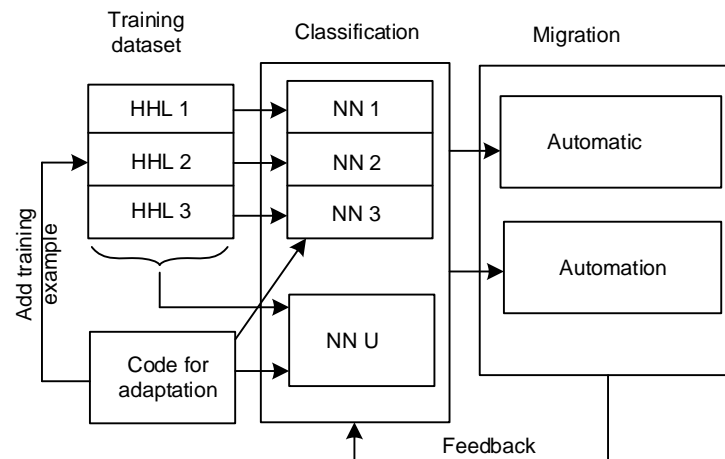 Training
dataset
Classification
Migration
HHL 1
HHL 2
HHL 3
NN 1
NN 2
NN 3
Automatic
Automation
Add training
example
Code for
adaptation
NN U
Feedback